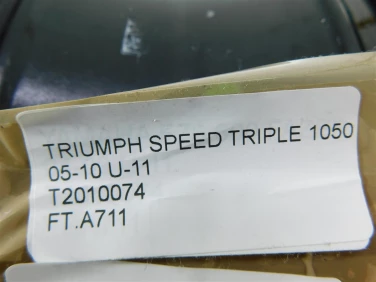 TRIUMPH SPEED TRIPLE 1050
05-10 U-11
T2010074
FT.A711